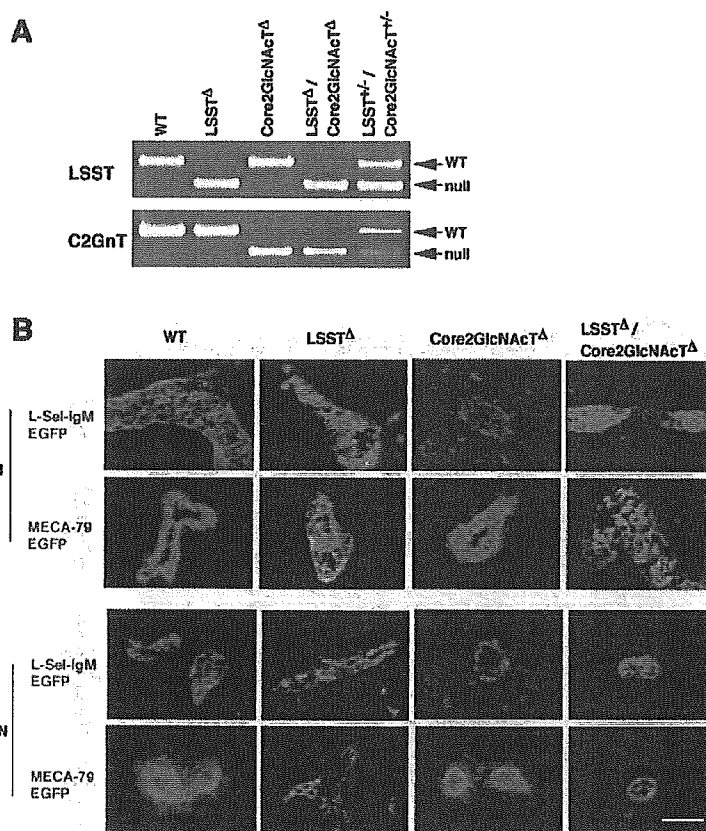 A
WT
LSSTΔ
Core2GlcNAcTΔ
LSSTΔ/
Core2GlcNAcTΔ
LSST+/-/
Core2GlcNAcT+/-
LSST
WT
null
C2GnT
WT
null
B
WT
LSSTΔ
Core2GlcNAcTΔ
LSSTΔ/
Core2GlcNAcTΔ
L-Sel-IgM
EGFP
MECA-79
EGFP
L-Sel-IgM
EGFP
N
MECA-79
EGFP